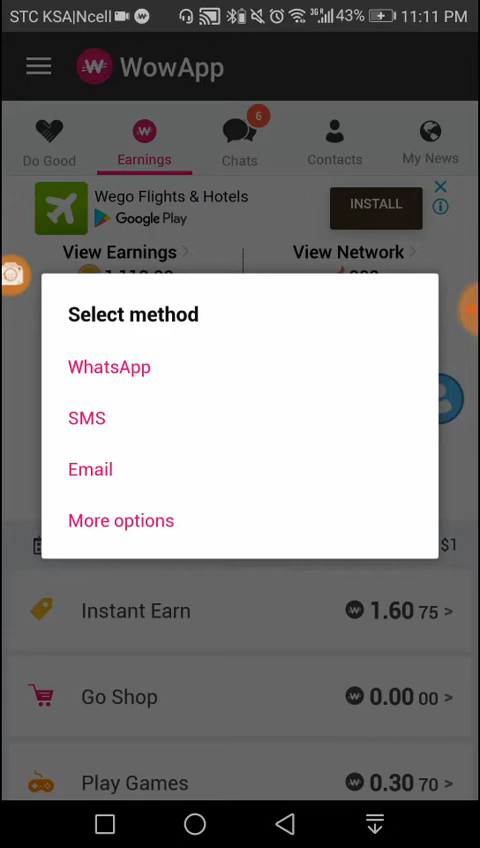 STC KSA|Ncell 3G 43% 11:11 PM
WowApp
6
Do Good Earnings Chats Contacts My News
Wego Flights & Hotels
Google Play
INSTALL
View Earnings View Network
Select method
WhatsApp
SMS
Email
More options
$1
Instant Earn 1.60 75 >
Go Shop 0.00 00 >
Play Games 0.30 70 >